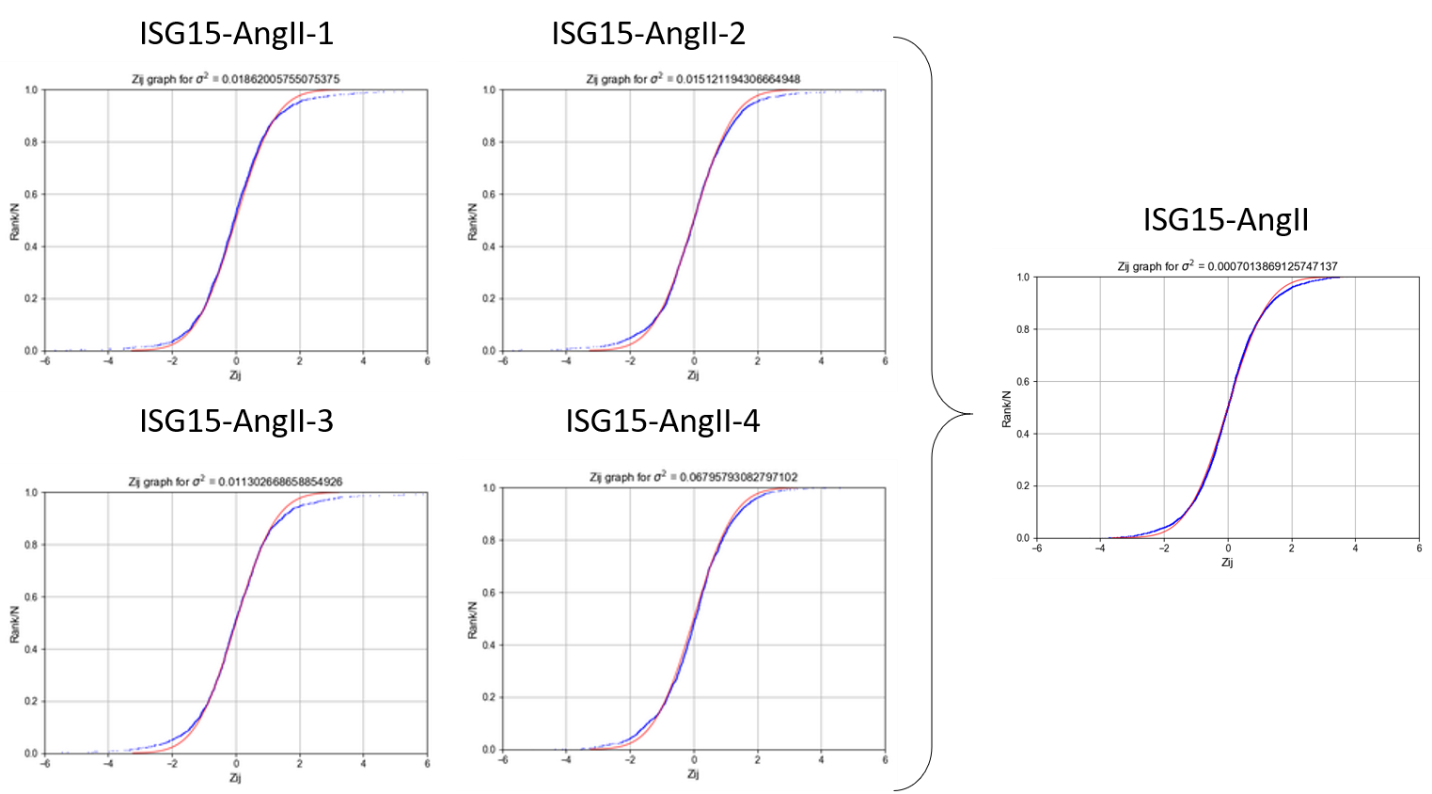 ISG15-AngII-1
Zij graph for σ² = 0.01862005755075375
1.0
0.8
0.6
0.4
0.2
0.0
Rank/N
−6 −4 −2 0 2 4 6
Zij
ISG15-AngII-2
Zij graph for σ² = 0.015121194306664948
1.0
0.8
0.6
0.4
0.2
0.0
Rank/N
−6 −4 −2 0 2 4 6
Zij
ISG15-AngII-3
Zij graph for σ² = 0.011302668658854926
1.0
0.8
0.6
0.4
0.2
0.0
Rank/N
−6 −4 −2 0 2 4 6
Zij
ISG15-AngII-4
Zij graph for σ² = 0.06795793082797102
1.0
0.8
0.6
0.4
0.2
0.0
Rank/N
−6 −4 −2 0 2 4 6
Zij
ISG15-AngII
Zij graph for σ² = 0.0007013869125747137
1.0
0.8
0.6
0.4
0.2
0.0
Rank/N
−6 −4 −2 0 2 4 6
Zij